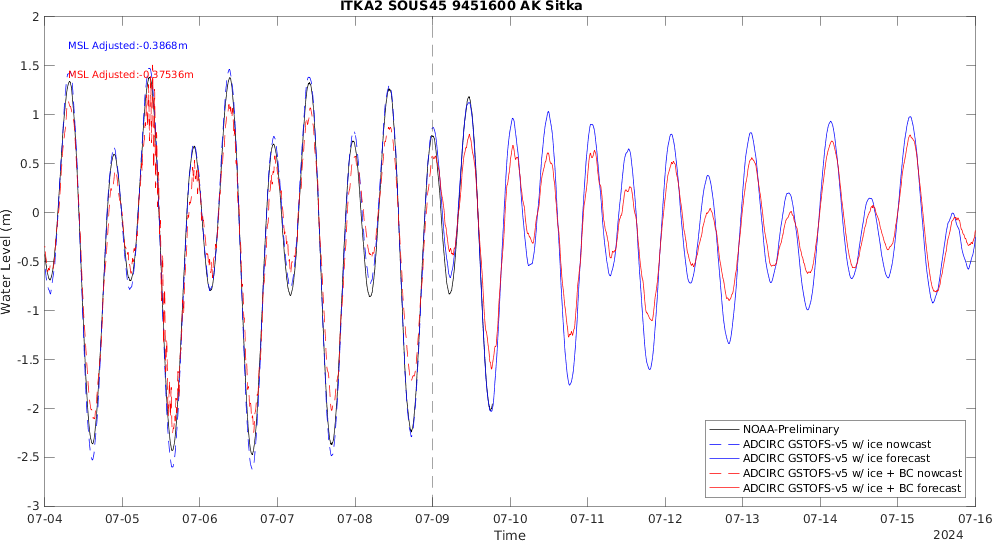 ITKA2 SOUS45 9451600 AK Sitka
MSL Adjusted:-0.3868m
MSL Adjusted:-0.37536m
Water Level (m)
2
1.5
1
0.5
0
-0.5
-1
-1.5
-2
-2.5
-3
NOAA-Preliminary
ADCIRC GSTOFS-v5 w/ ice nowcast
ADCIRC GSTOFS-v5 w/ ice forecast
ADCIRC GSTOFS-v5 w/ ice + BC nowcast
ADCIRC GSTOFS-v5 w/ ice + BC forecast
07-04 07-05 07-06 07-07 07-08 07-09 07-10 07-11 07-12 07-13 07-14 07-15 07-16
Time
2024